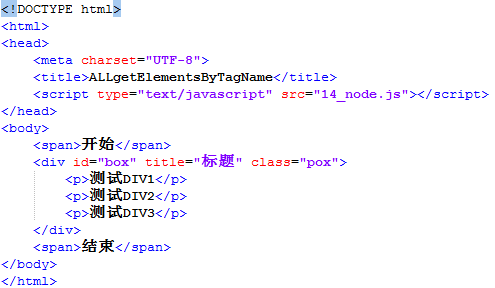 <!DOCTYPE html>
<html>
<head>
    <meta charset="UTF-8">
    <title>ALLgetElementsByTagName</title>
    <script type="text/javascript" src="14_node.js"></script>
</head>
<body>
    <span>开始</span>
    <div id="box" title="标题" class="pox">
        <p>测试DIV1</p>
        <p>测试DIV2</p>
        <p>测试DIV3</p>
    </div>
    <span>结束</span>
</body>
</html>